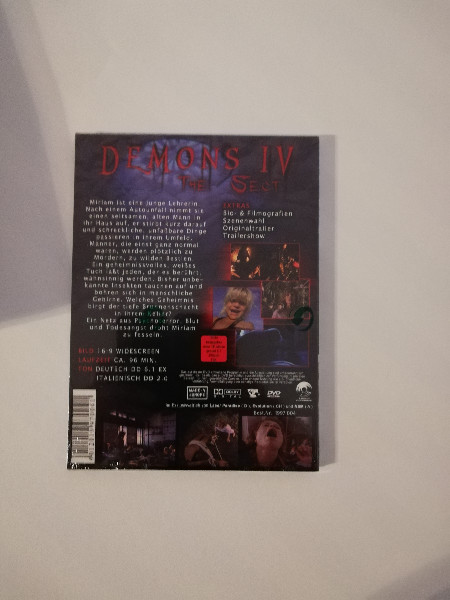 DEMONS IV
THE SECT
Miriam ist eine junge Lehrerin.
Nach einem Autounfall nimmt sie
einen seltsamen, alten Mann in
ihr Haus auf, er stirbt kurz darauf
und schreckliche, unfaßbare Dinge
passieren in ihrem Umfeld.
Männer, die einst ganz normal
waren, werden plötzlich zu
Mördern, zu wilden Bestien.
Ein geheimnisvolles, weißes
Tuch läßt jeden, der es berührt,
wahnsinnig werden. Bisher unbe-
kannte Insekten tauchen auf und
bohren sich in menschliche
Gehirne. Welches Geheimnis
birgt der tiefe Brunnenschacht
in ihrem Keller?
Ein Netz aus Psychoterror, Blut
und Todesangst droht Miriam
zu fesseln.
EXTRAS
Bio- & Filmografien
Szenenwahl
Originaltrailer
Trailershow
BILD 16:9 WIDESCREEN
LAUFZEIT CA. 96 MIN.
TON DEUTSCH DD 6.1 EX
ITALIENISCH DD 2.0
MADE IN
EUROPE
DOLBY
DVD